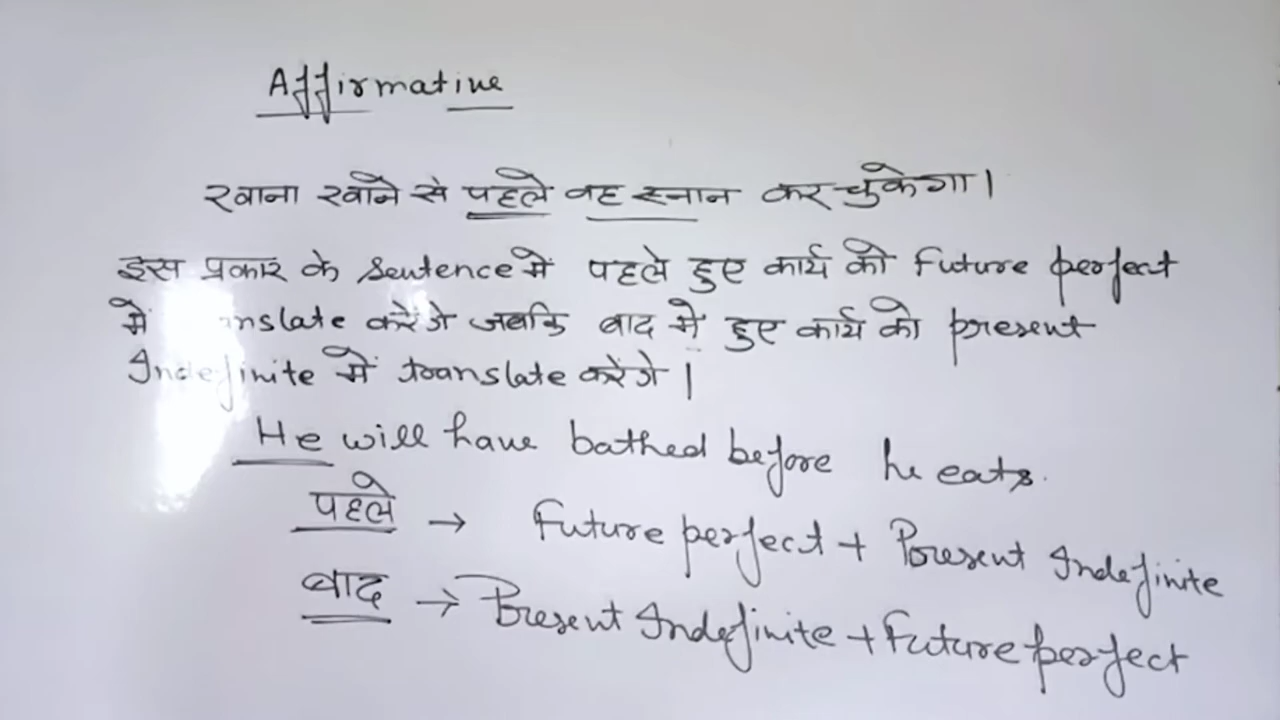 Affirmative
खाना खाने से पहले वह स्नान कर चुकेगा।
इस प्रकार के Sentence में पहले हुए कार्य को Future perfect
में translate करेंगे जबकि बाद में हुए कार्य को present
Indefinite में translate करेंगे।
He will have bathed before he eats.
पहले → Future perfect + Present Indefinite
बाद → Present Indefinite + Future perfect